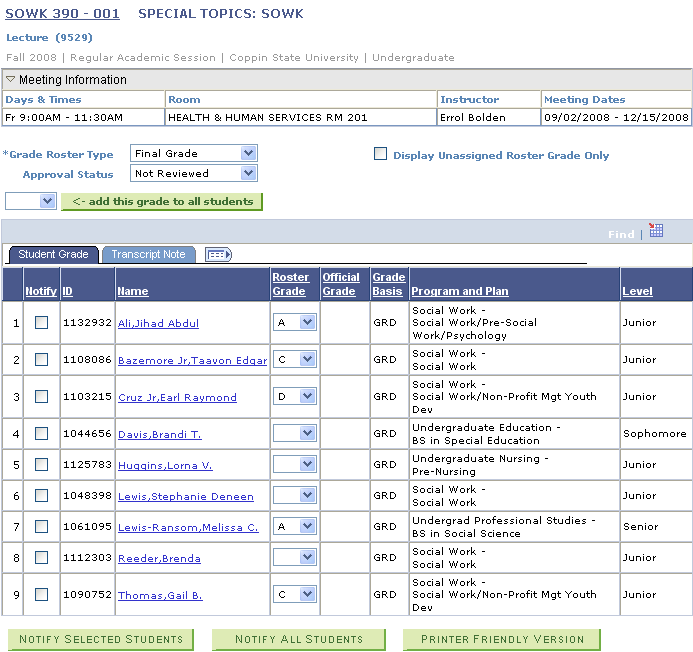 SOWK 390 - 001 SPECIAL TOPICS: SOWK
Lecture (9529)
Fall 2008 | Regular Academic Session | Coppin State University | Undergraduate
Meeting Information
Days & Times Room Instructor Meeting Dates
Fr 9:00AM - 11:30AM HEALTH & HUMAN SERVICES RM 201 Errol Bolden 09/02/2008 - 12/15/2008
*Grade Roster Type Final Grade Display Unassigned Roster Grade Only
Approval Status Not Reviewed
<- add this grade to all students
Find |
Student Grade Transcript Note
Notify ID Name Roster Grade Official Grade Grade Basis Program and Plan Level
1 1132932 Ali,Jihad Abdul A GRD Social Work -
Social Work/Pre-Social
Work/Psychology Junior
2 1108086 Bazemore Jr,Taavon Edgar C GRD Social Work -
Social Work Junior
3 1103215 Cruz Jr,Earl Raymond D GRD Social Work -
Social Work/Non-Profit Mgt Youth
Dev Junior
4 1044656 Davis,Brandi T. GRD Undergraduate Education -
BS in Special Education Sophomore
5 1125783 Huggins,Lorna V. GRD Undergraduate Nursing -
Pre-Nursing Junior
6 1048398 Lewis,Stephanie Deneen GRD Social Work -
Social Work Junior
7 1061095 Lewis-Ransom,Melissa C. A GRD Undergrad Professional Studies -
BS in Social Science Senior
8 1112303 Reeder,Brenda GRD Social Work -
Social Work Junior
9 1090752 Thomas,Gail B. C GRD Social Work -
Social Work/Non-Profit Mgt Youth
Dev Junior
NOTIFY SELECTED STUDENTS NOTIFY ALL STUDENTS PRINTER FRIENDLY VERSION